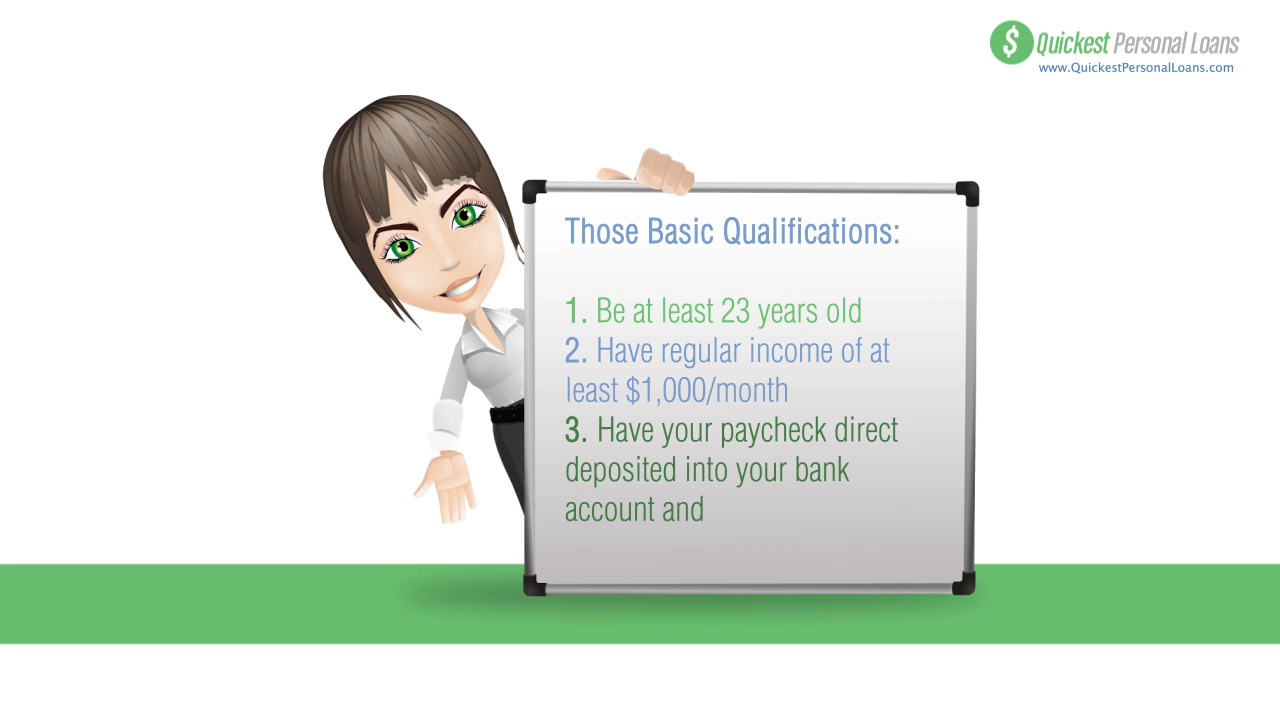 $ Quickest Personal Loans
www.QuickestPersonalLoans.com
Those Basic Qualifications:
1. Be at least 23 years old
2. Have regular income of at
least $1,000/month
3. Have your paycheck direct
deposited into your bank
account and